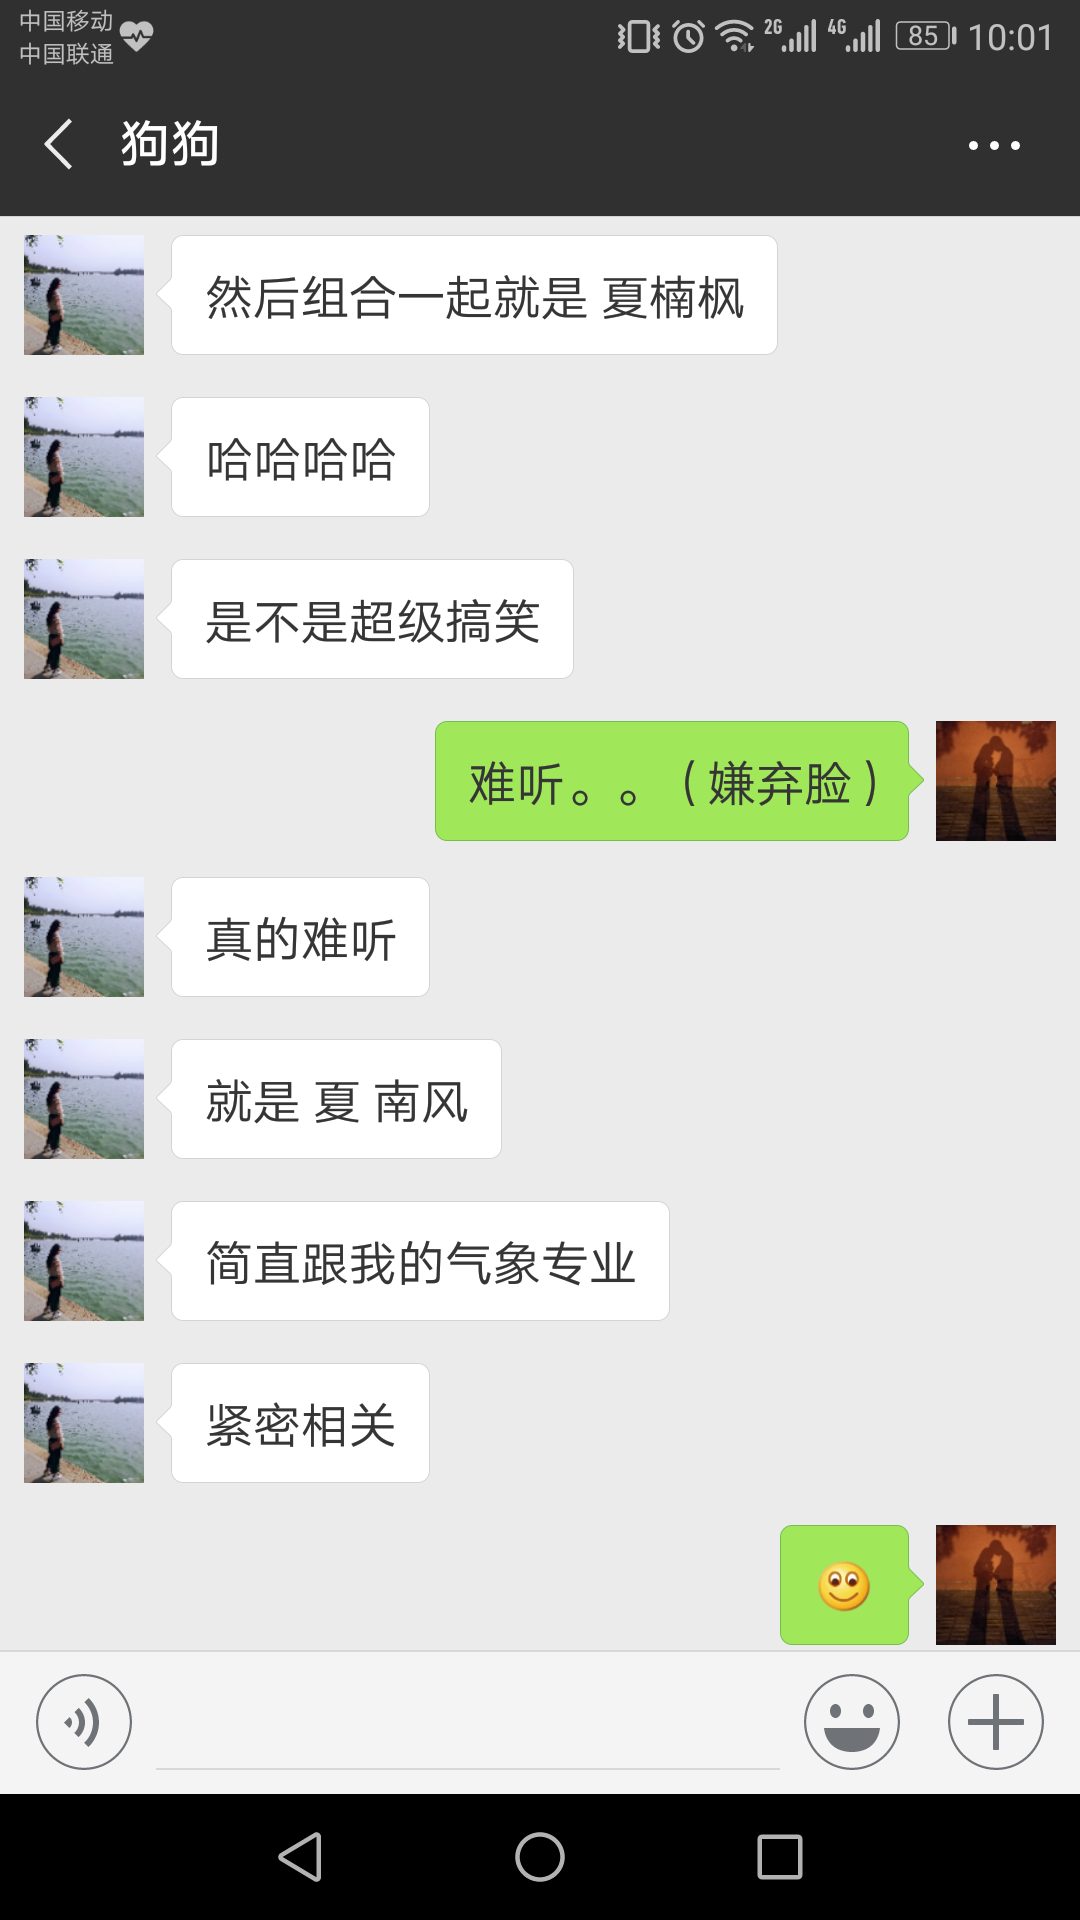 中国移动
中国联通
2G 4G 85 10:01
狗狗
然后组合一起就是 夏楠枫
哈哈哈哈
是不是超级搞笑
难听。。（嫌弃脸）
真的难听
就是 夏 南风
简直跟我的气象专业
紧密相关